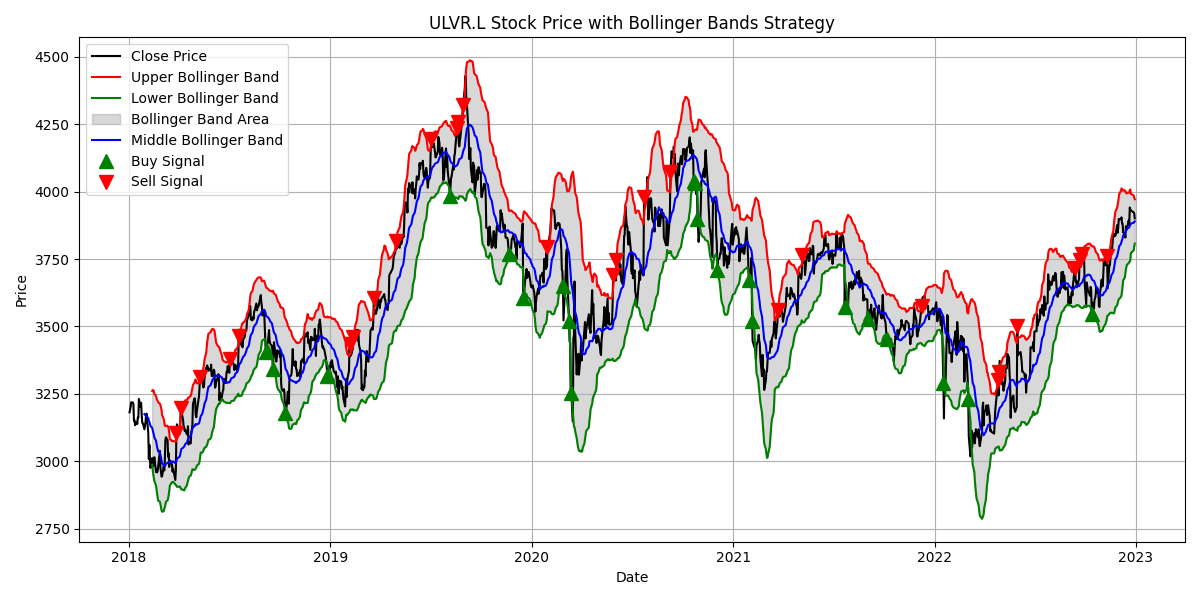 ULVR.L Stock Price with Bollinger Bands Strategy
Close Price
Upper Bollinger Band
Lower Bollinger Band
Bollinger Band Area
Middle Bollinger Band
Buy Signal
Sell Signal
Price
4500
4250
4000
3750
3500
3250
3000
2750
2018 2019 2020 2021 2022 2023
Date